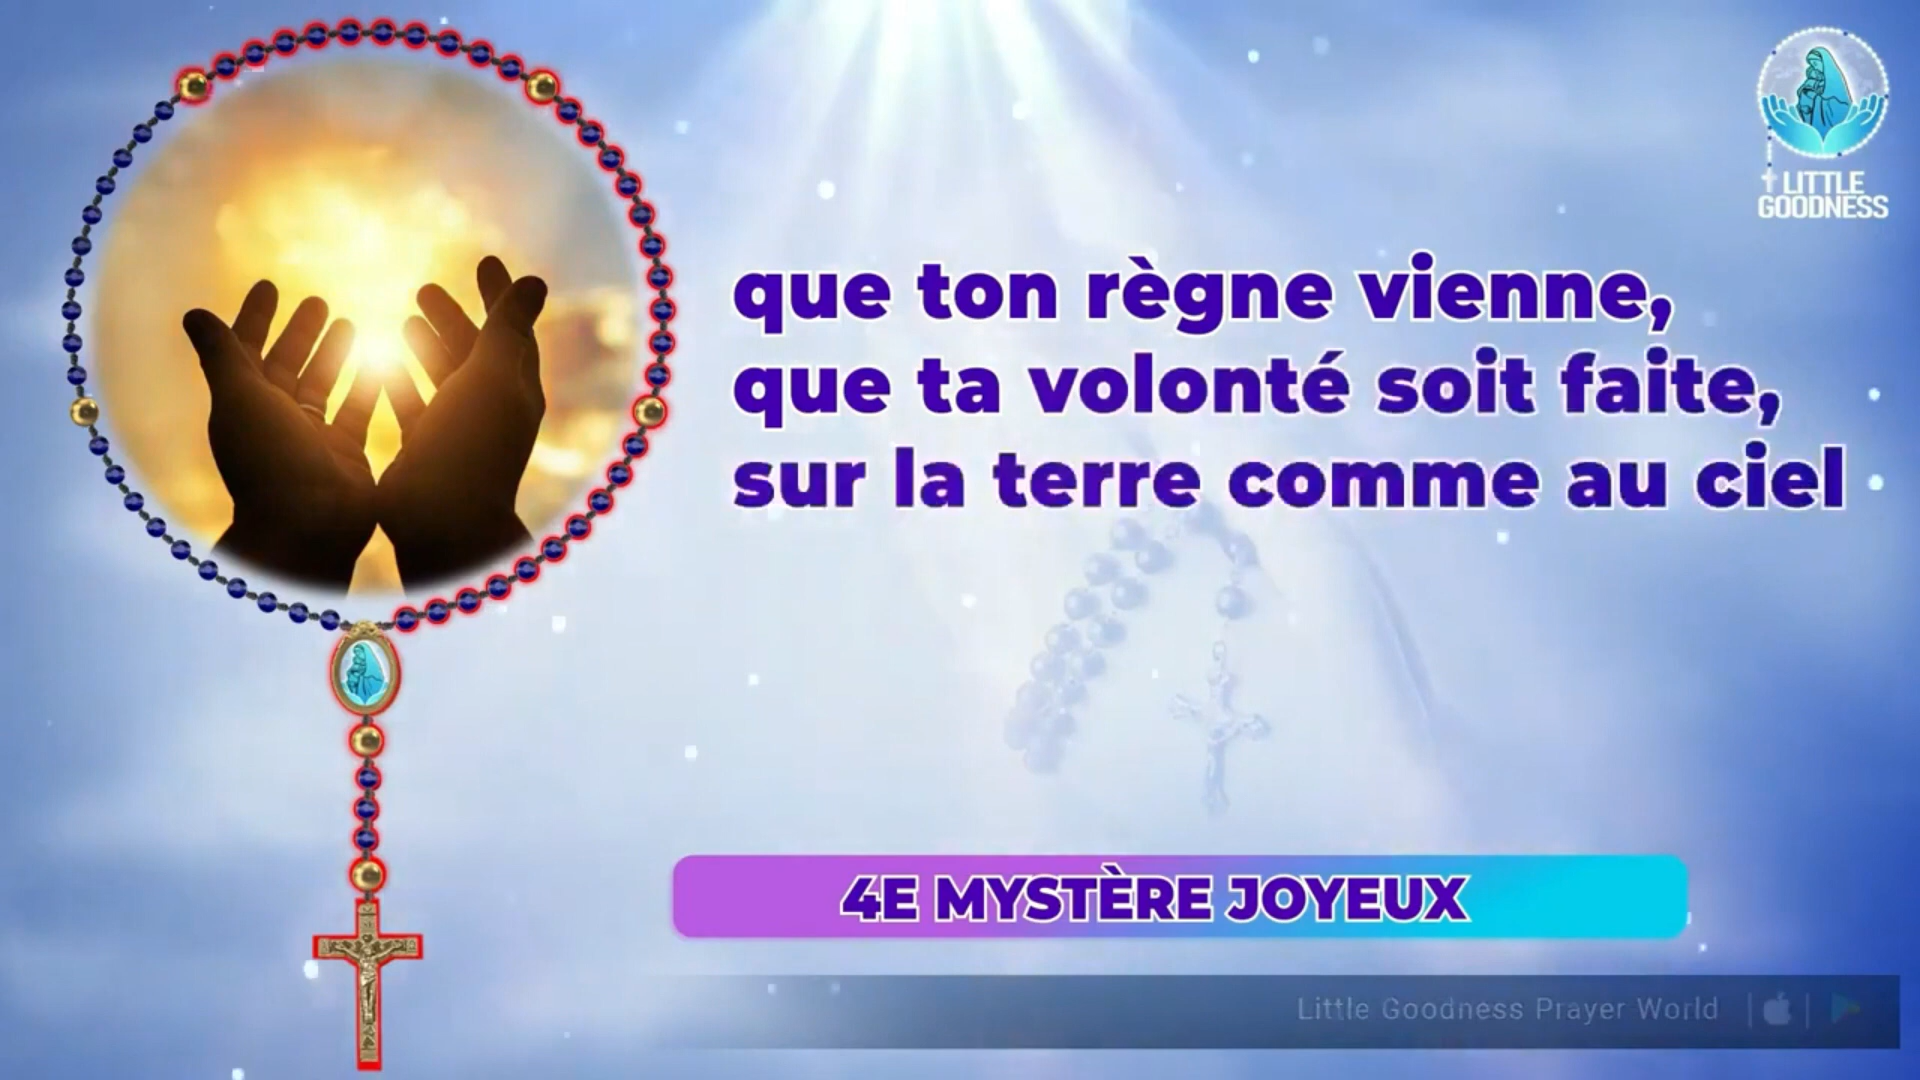 LITTLE
GOODNESS
que ton règne vienne,
que ta volonté soit faite,
sur la terre comme au ciel
4E MYSTÈRE JOYEUX
Little Goodness Prayer World